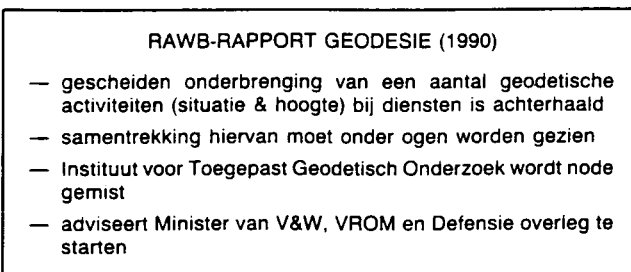 RAWB-RAPPORT GEODESIE (1990)
— gescheiden onderbrenging van een aantal geodetische
activiteiten (situatie & hoogte) bij diensten is achterhaald
— samentrekking hiervan moet onder ogen worden gezien
— Instituut voor Toegepast Geodetisch Onderzoek wordt node
gemist
— adviseert Minister van V&W, VROM en Defensie overleg te
starten